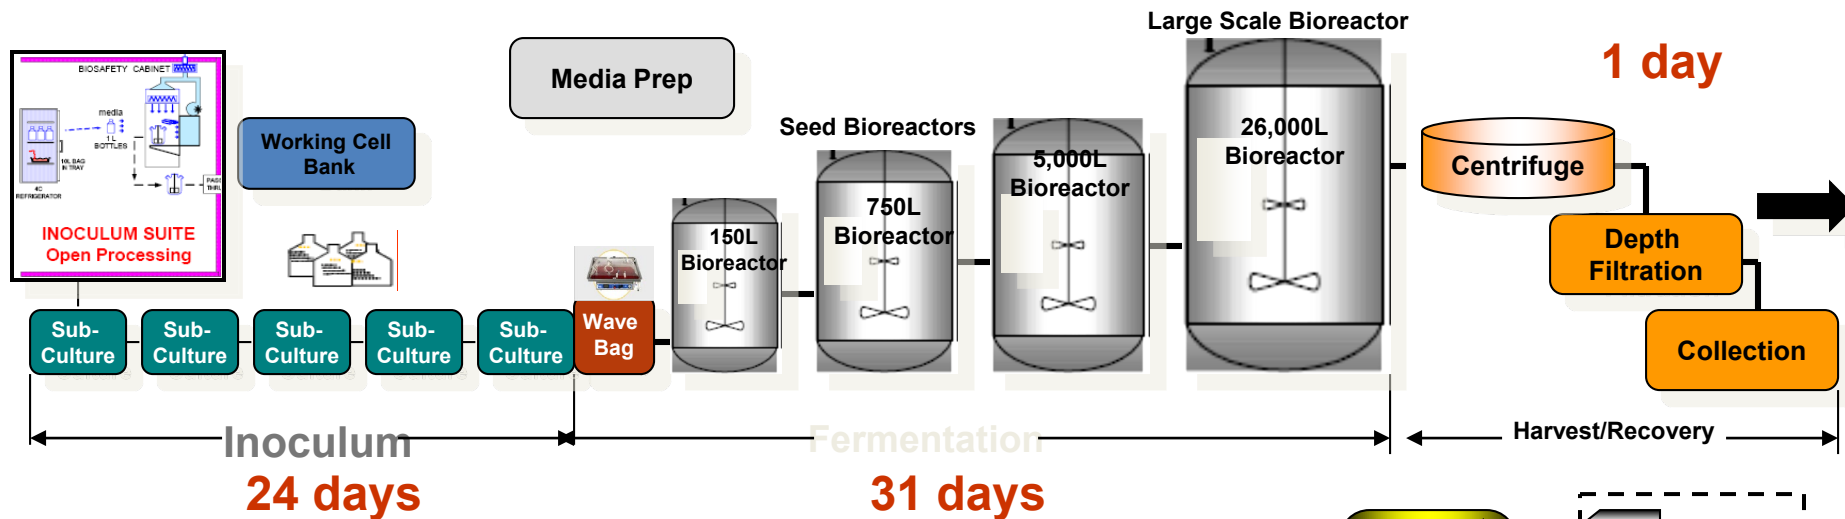 Large Scale Bioreactor
1 day
BIOSAFETY CABINET
media
1 L
BOTTLES
10L BAG
IN TRAY
4C
REFRIGERATOR
PASS
THRU
INOCULUM SUITE
Open Processing
Working Cell
Bank
Media Prep
Seed Bioreactors
150L
Bioreactor
750L
Bioreactor
5,000L
Bioreactor
26,000L
Bioreactor
Centrifuge
Depth
Filtration
Collection
Sub-
Culture
Sub-
Culture
Sub-
Culture
Sub-
Culture
Sub-
Culture
Wave
Bag
Inoculum
24 days
Fermentation
31 days
Harvest/Recovery